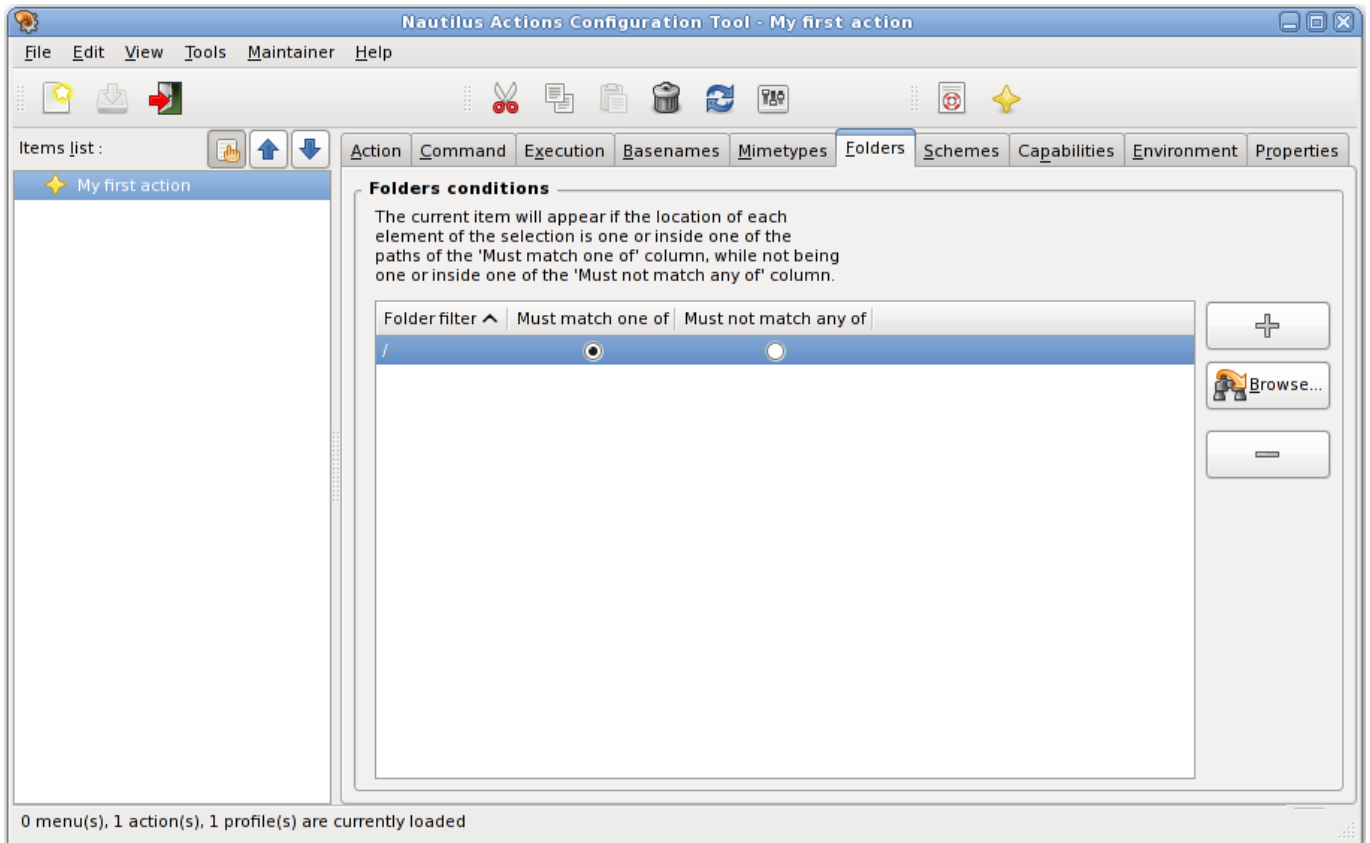 Nautilus Actions Configuration Tool - My first action
File Edit View Tools Maintainer Help
Items list :
My first action
Action Command Execution Basenames Mimetypes Folders Schemes Capabilities Environment Properties
Folders conditions
The current item will appear if the location of each
element of the selection is one or inside one of the
paths of the 'Must match one of' column, while not being
one or inside one of the 'Must not match any of' column.
Folder filter Must match one of Must not match any of
/
Browse...
0 menu(s), 1 action(s), 1 profile(s) are currently loaded